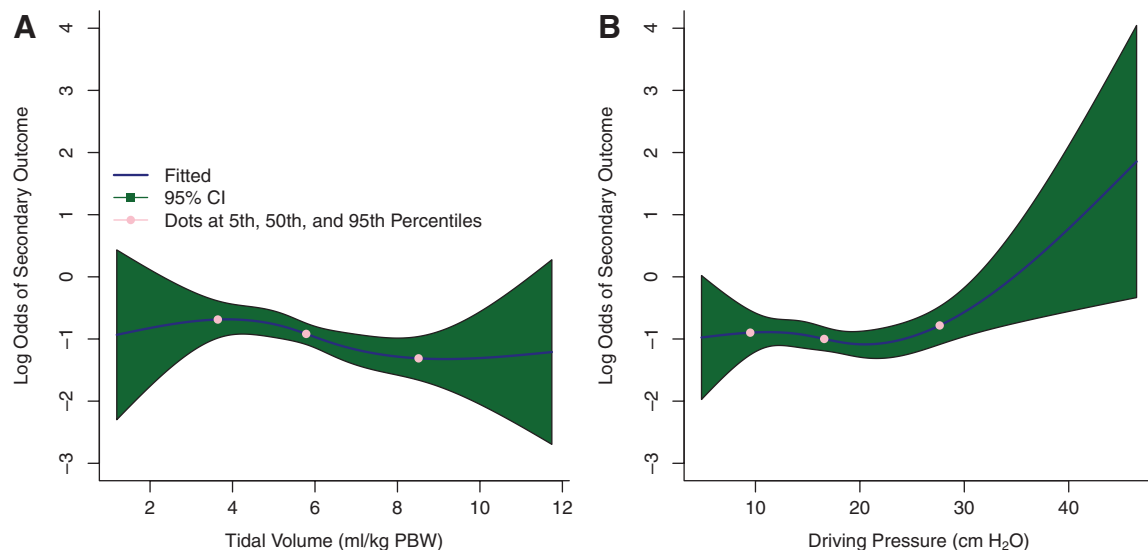 A
Log Odds of Secondary Outcome
4
3
2
1
0
−1
−2
−3
Fitted
95% CI
Dots at 5th, 50th, and 95th Percentiles
2 4 6 8 10 12
Tidal Volume (ml/kg PBW)
B
Log Odds of Secondary Outcome
4
3
2
1
0
−1
−2
−3
10 20 30 40
Driving Pressure (cm H₂O)